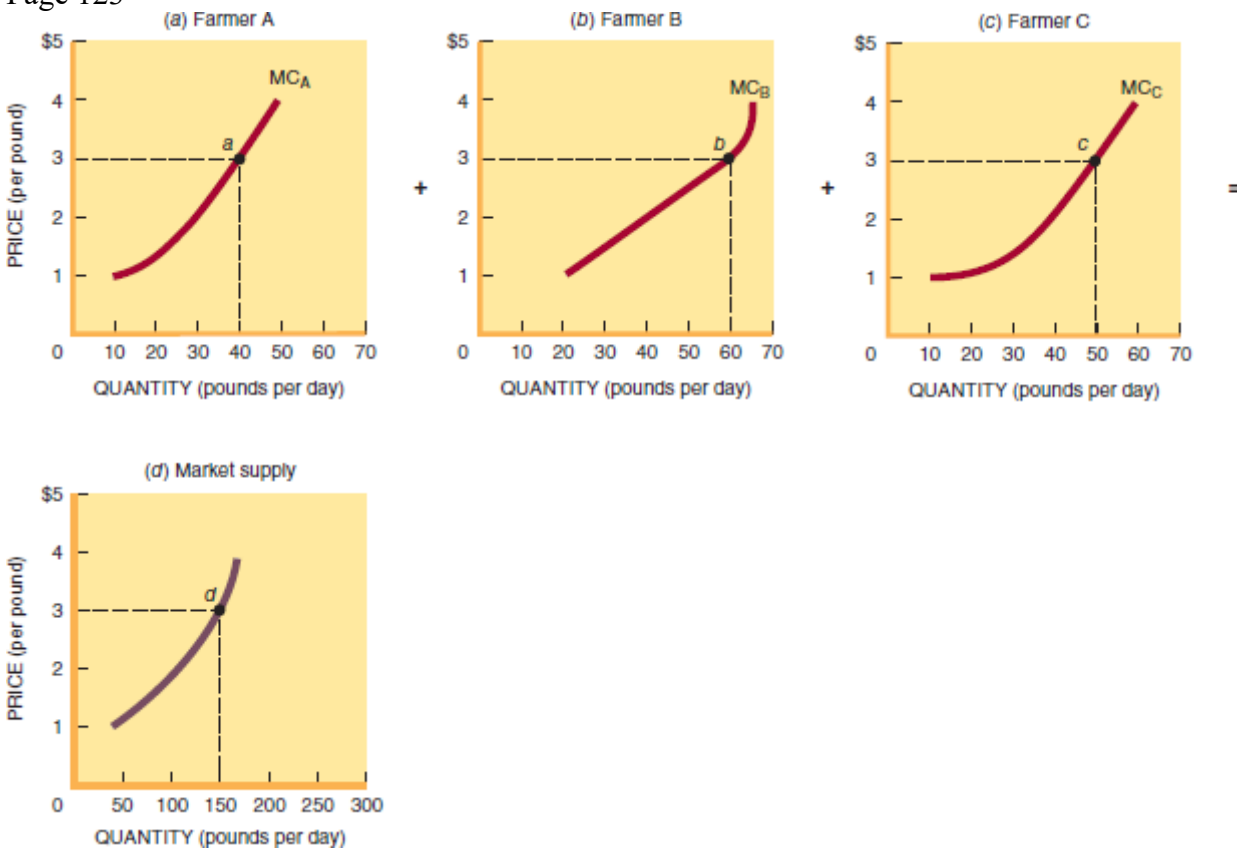 Page 123
(a) Farmer A
(b) Farmer B
(c) Farmer C
PRICE (per pound)
$5
4
3
2
1
0
MCA
a
10 20 30 40 50 60 70
QUANTITY (pounds per day)
+
$5
4
3
2
1
0
MCB
b
10 20 30 40 50 60 70
QUANTITY (pounds per day)
+
$5
4
3
2
1
0
MCC
c
10 20 30 40 50 60 70
QUANTITY (pounds per day)
=
(d) Market supply
PRICE (per pound)
$5
4
3
2
1
0
d
50 100 150 200 250 300
QUANTITY (pounds per day)